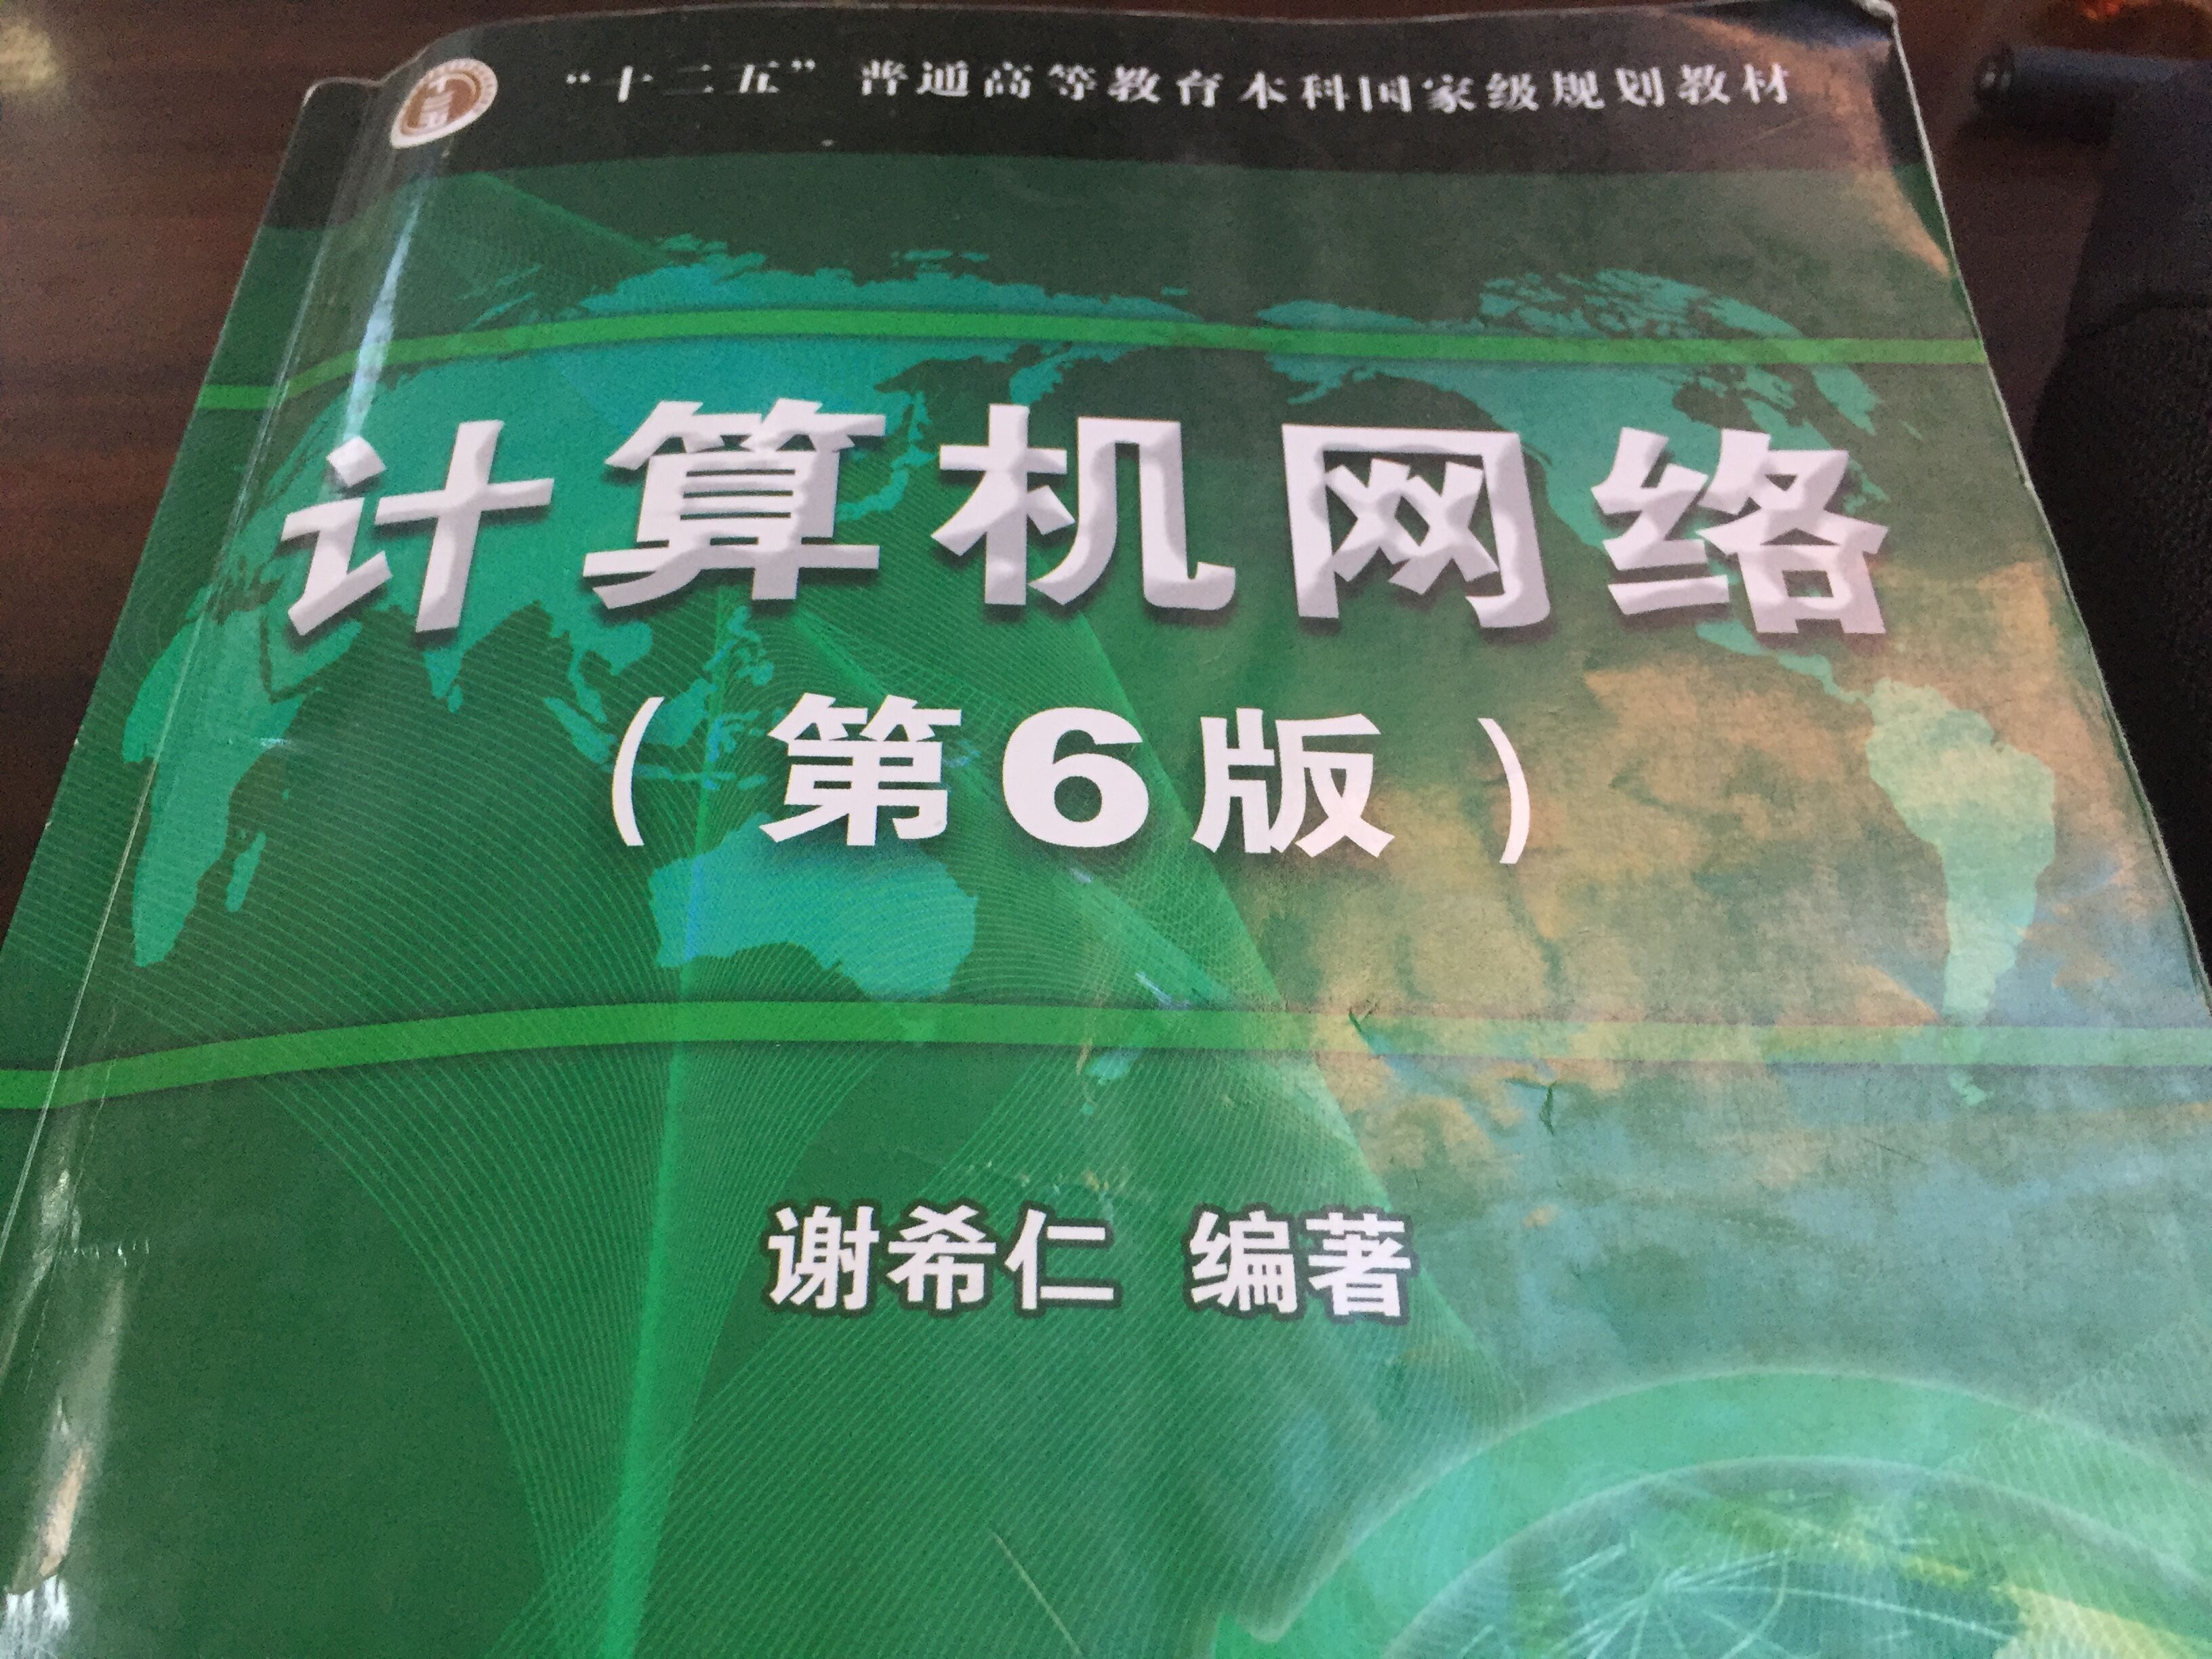 “十二五”普通高等教育本科国家级规划教材
计算机网络
（第6版）
谢希仁 编著